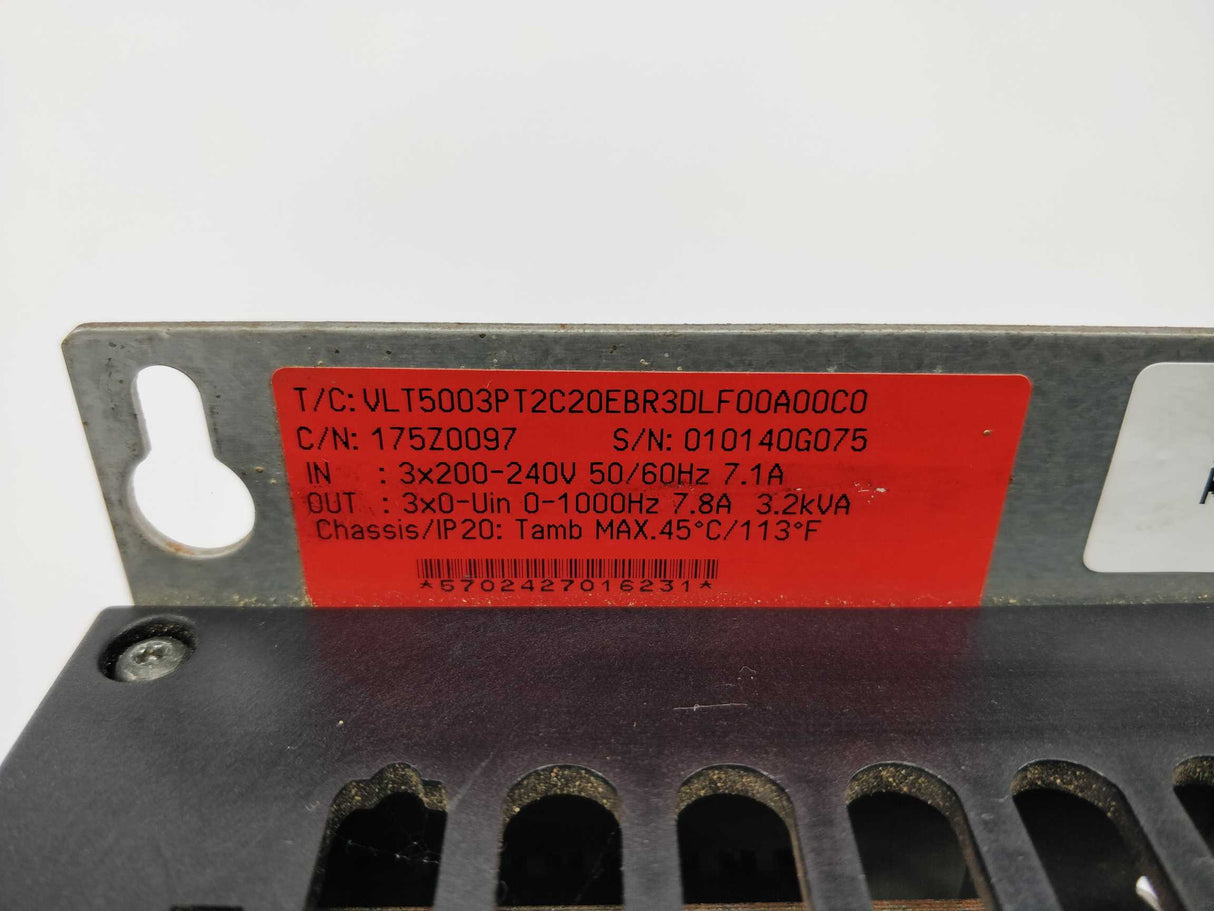 T/C: VLT5003PT2C20EBR3DLF00A00C0
C/N: 175Z0097 S/N: 010140G075
IN : 3x200-240V 50/60Hz 7.1A
OUT : 3x0-Uin 0-1000Hz 7.8A 3.2kVA
Chassis/IP20: Tamb MAX.45°C/113°F
*5702427016231*